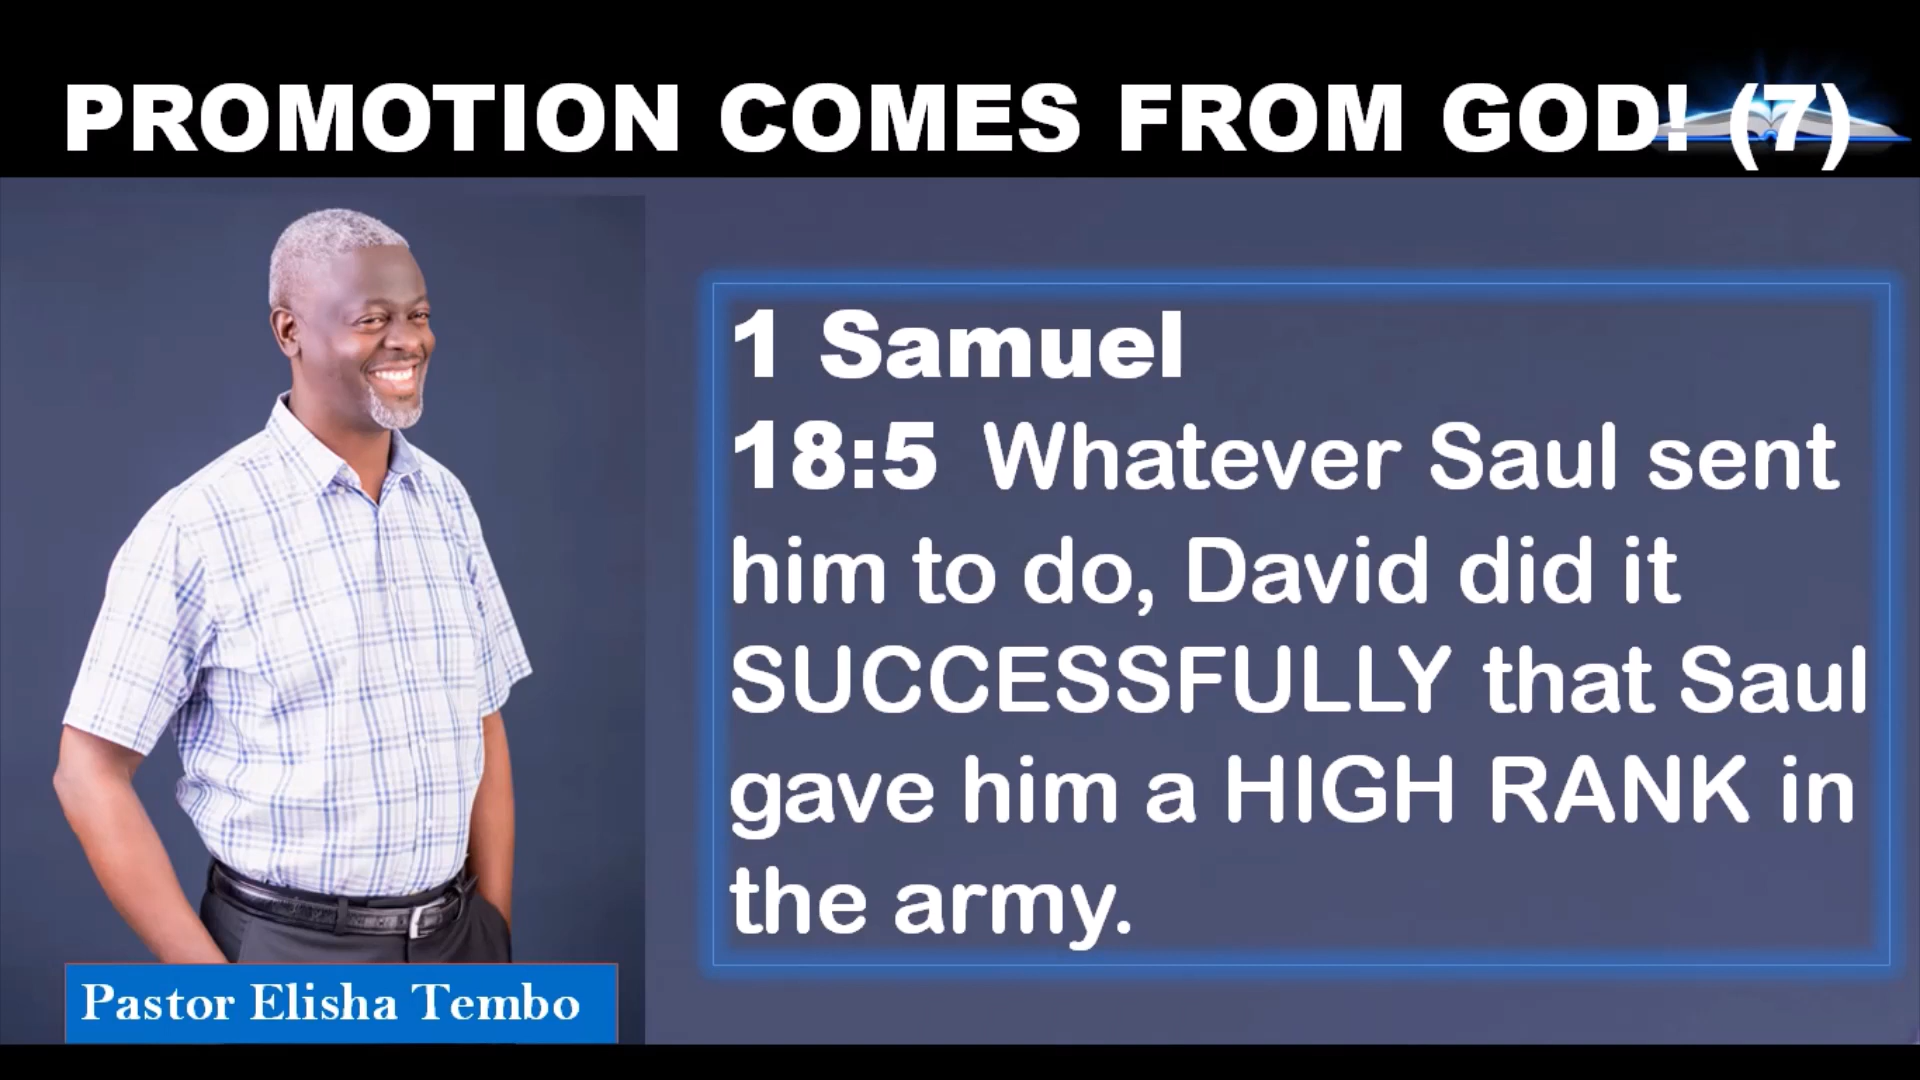 PROMOTION COMES FROM GOD! (7)
1 Samuel
18:5 Whatever Saul sent
him to do, David did it
SUCCESSFULLY that Saul
gave him a HIGH RANK in
the army.
Pastor Elisha Tembo